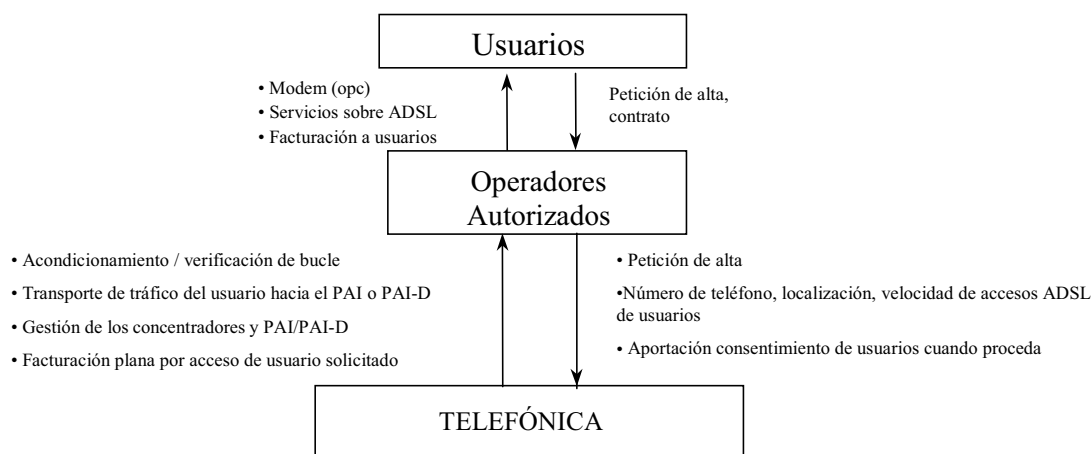 Usuarios
• Modem (opc)
• Servicios sobre ADSL
• Facturación a usuarios
Petición de alta,
contrato
Operadores
Autorizados
• Acondicionamiento / verificación de bucle
• Transporte de tráfico del usuario hacia el PAI o PAI-D
• Gestión de los concentradores y PAI/PAI-D
• Facturación plana por acceso de usuario solicitado
• Petición de alta
•Número de teléfono, localización, velocidad de accesos ADSL
de usuarios
• Aportación consentimiento de usuarios cuando proceda
TELEFÓNICA